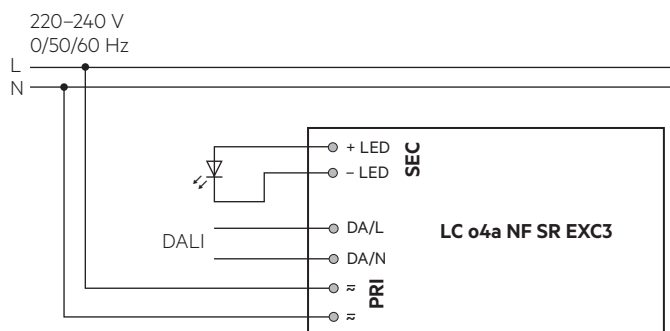 220–240 V
0/50/60 Hz
L
N
+ LED
– LED
SEC
DA/L
DALI
DA/N
LC o4a NF SR EXC3
≂
PRI
≂